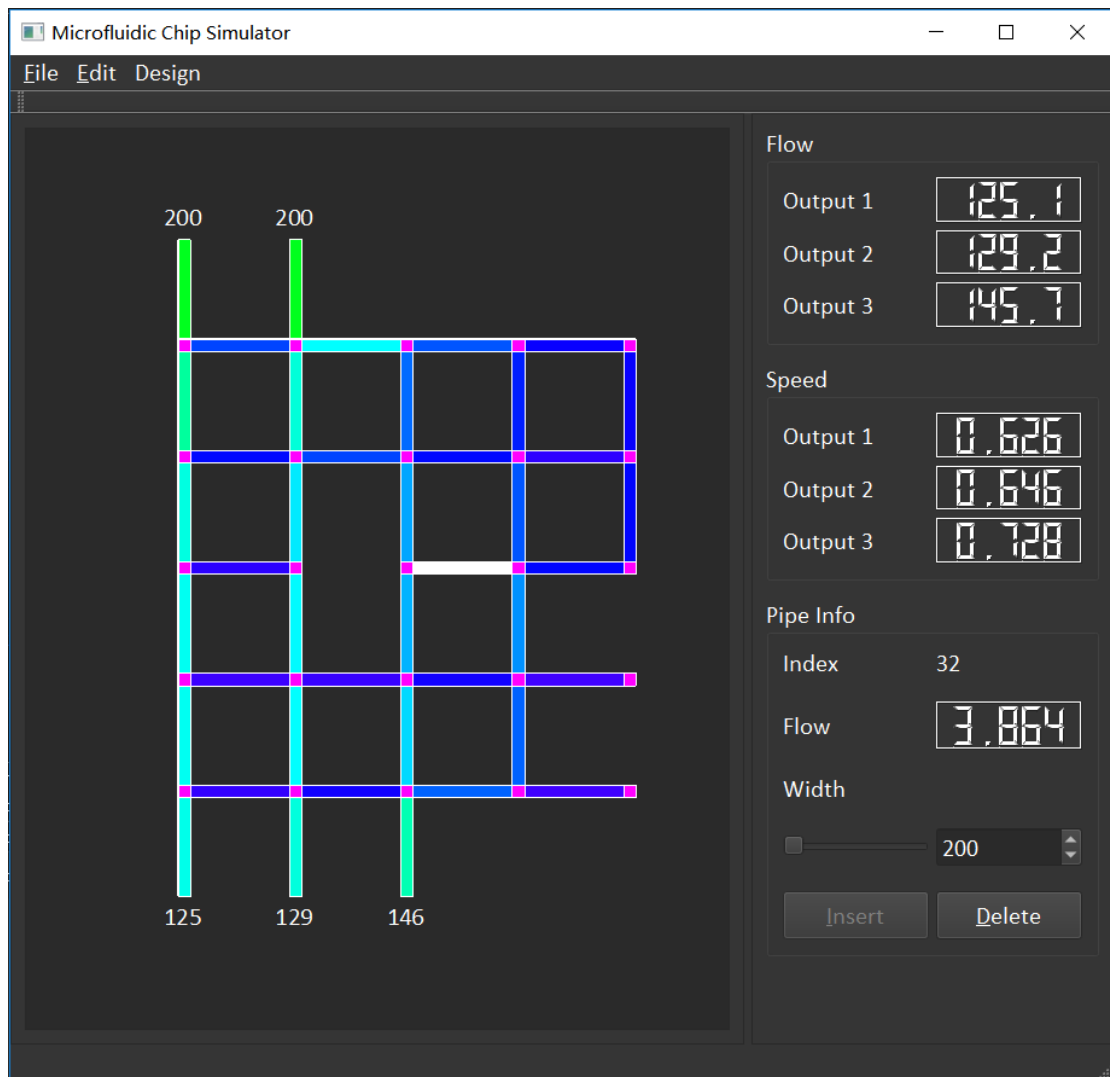 Microfluidic Chip Simulator
File Edit Design
200 200
125 129 146
Flow
Output 1 125.1
Output 2 129.2
Output 3 145.7
Speed
Output 1 0.626
Output 2 0.646
Output 3 0.728
Pipe Info
Index 32
Flow 3.864
Width
200
Insert Delete